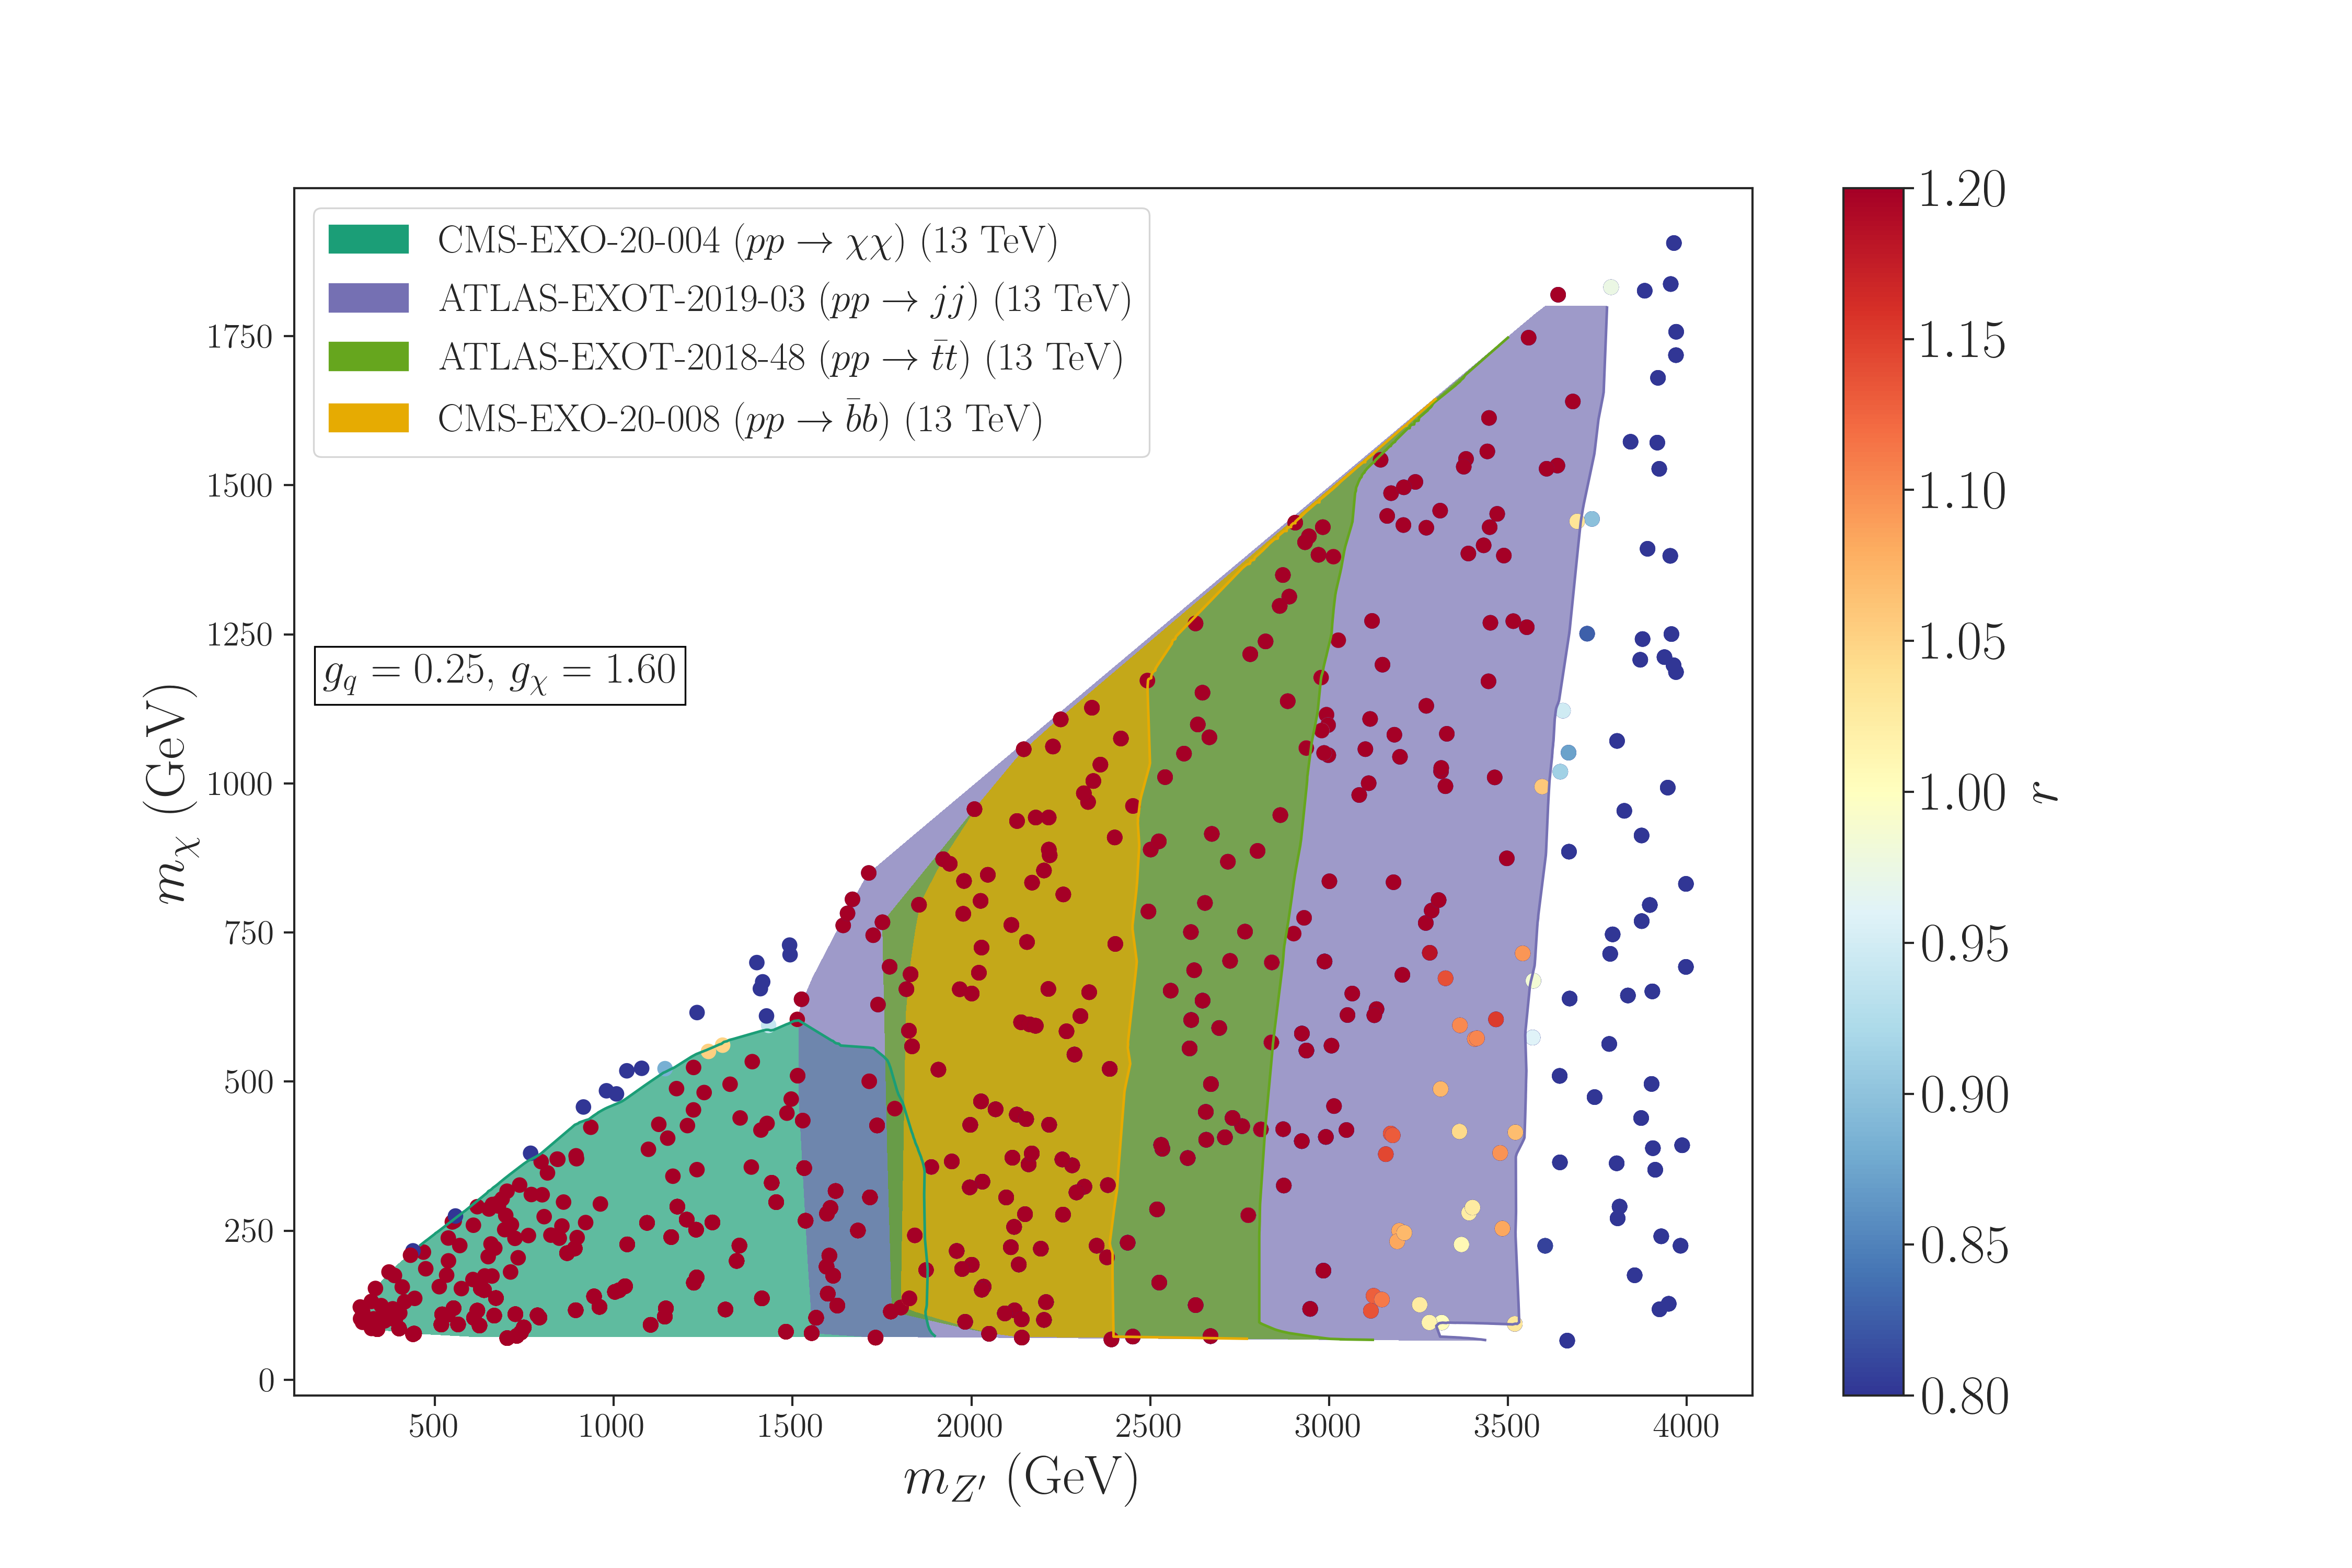 CMS-EXO-20-004 (pp → χχ) (13 TeV)
ATLAS-EXOT-2019-03 (pp → jj) (13 TeV)
ATLAS-EXOT-2018-48 (pp → t̄t) (13 TeV)
CMS-EXO-20-008 (pp → b̄b) (13 TeV)
g_q = 0.25, g_χ = 1.60
m_χ (GeV)
1750
1500
1250
1000
750
500
250
0
500 1000 1500 2000 2500 3000 3500 4000
m_Z′ (GeV)
1.20
1.15
1.10
1.05
1.00
0.95
0.90
0.85
0.80
r